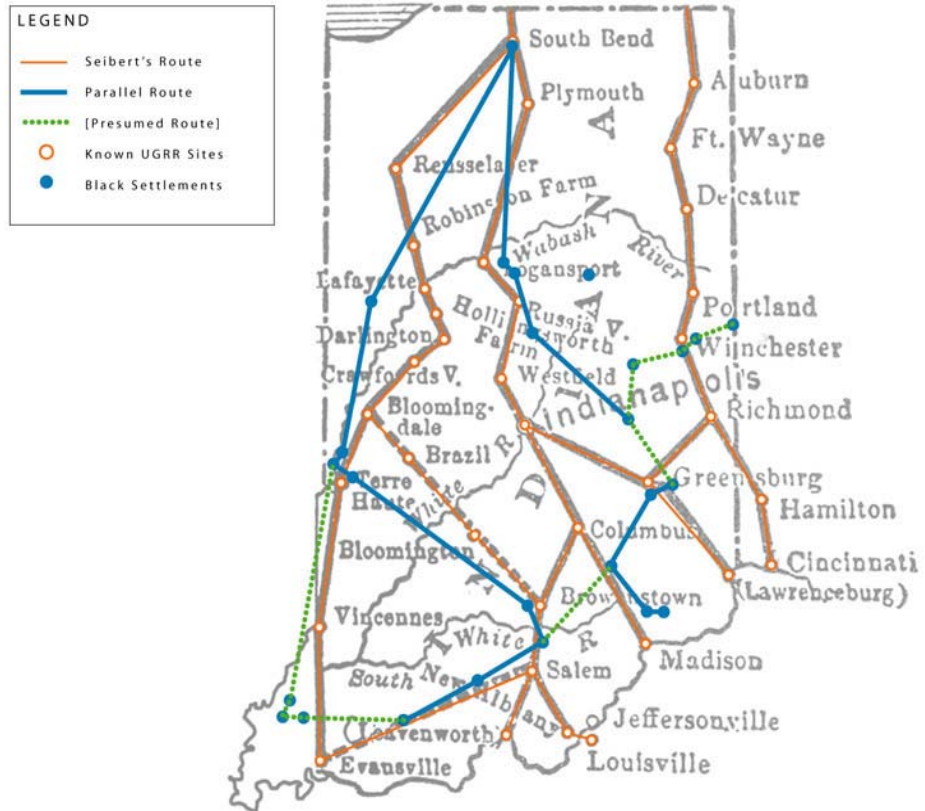 LEGEND
Seibert's Route
Parallel Route
[Presumed Route]
Known UGRR Sites
Black Settlements
South Bend
Plymouth
Auburn
Ft. Wayne
Decatur
Rensselaer
Robinson Farm
Wabash
River
Logansport
Lafayette
Portland
Russia V.
Hollingsworth
Farm
Darlington
Winchester
Crawfords V.
Westfield
Indianapolis
Blooming-
dale
Richmond
Brazil
Terre
Haute
White
R
Greensburg
Hamilton
Columbus
Bloomington
Cincinnati
(Lawrenceburg)
Brownstown
Vincennes
White
R
Madison
South
Salem
New Albany
Jeffersonville
Leavenworth
Louisville
Evansville
I N D I A N A